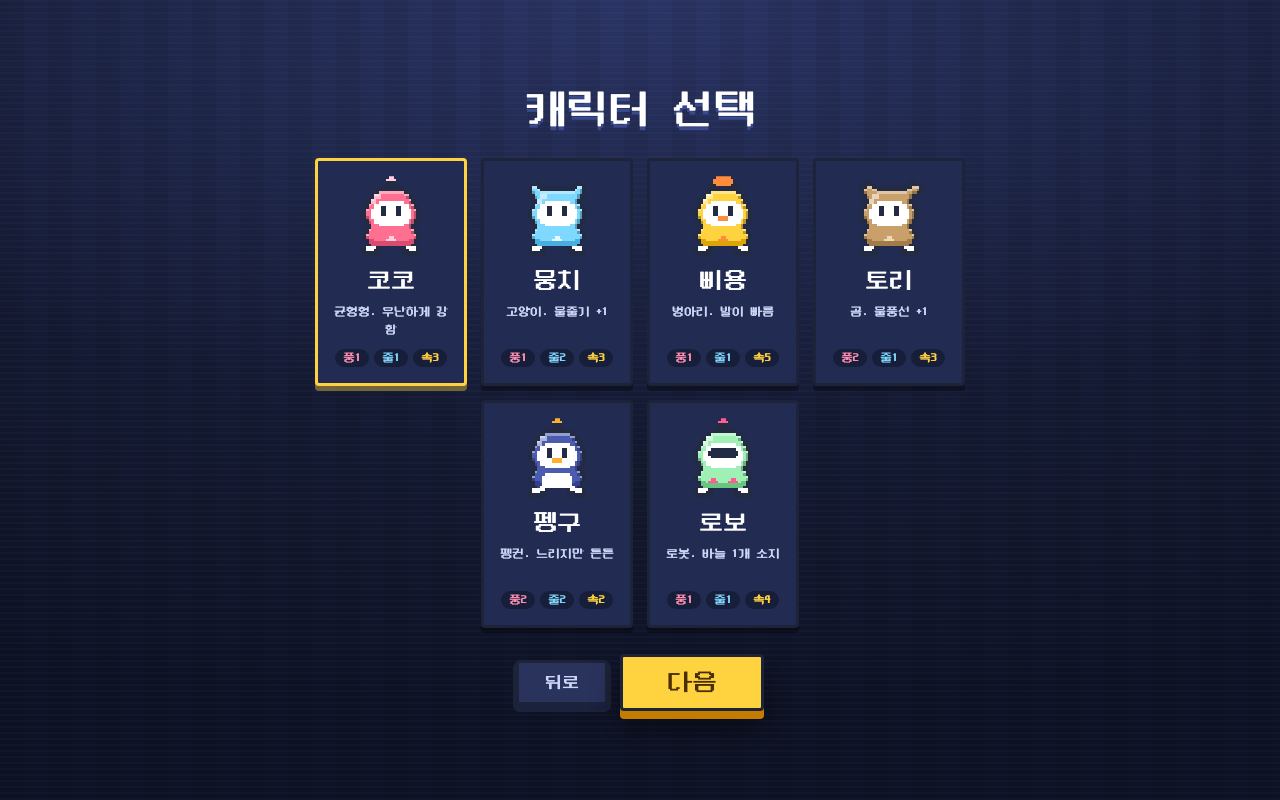 캐릭터 선택
코코
균형형. 무난하게 강
함
풍1 줄1 속3
뭉치
고양이. 물줄기 +1
풍1 줄2 속3
삐용
병아리. 발이 빠름
풍1 줄1 속5
토리
곰. 물풍선 +1
풍2 줄1 속3
펭구
펭귄. 느리지만 튼튼
풍2 줄2 속2
로보
로봇. 바늘 1개 소지
풍1 줄1 속4
뒤로
다음